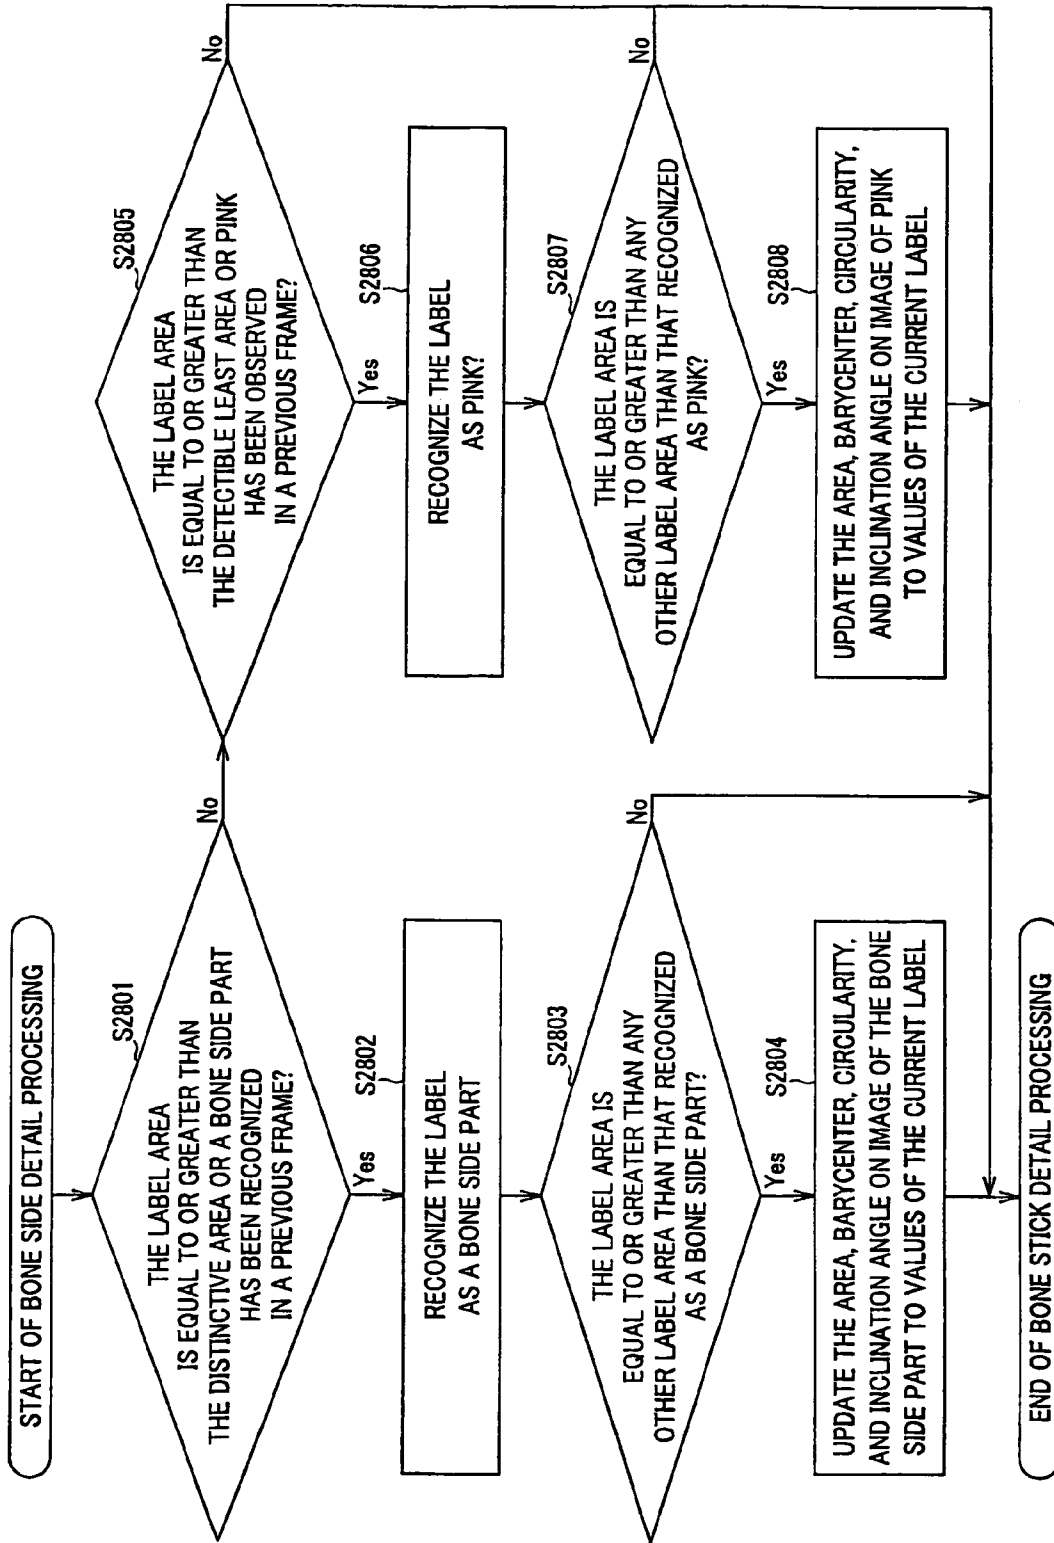 START OF BONE SIDE DETAIL PROCESSING
S2801
THE LABEL AREA
IS EQUAL TO OR GREATER THAN
THE DISTINCTIVE AREA OR A BONE SIDE PART
HAS BEEN RECOGNIZED
IN A PREVIOUS FRAME?
No
Yes
S2802
RECOGNIZE THE LABEL
AS A BONE SIDE PART
S2803
THE LABEL AREA IS
EQUAL TO OR GREATER THAN ANY
OTHER LABEL AREA THAN THAT RECOGNIZED
AS A BONE SIDE PART?
No
Yes
S2804
UPDATE THE AREA, BARYCENTER, CIRCULARITY,
AND INCLINATION ANGLE ON IMAGE OF THE BONE
SIDE PART TO VALUES OF THE CURRENT LABEL
END OF BONE STICK DETAIL PROCESSING
S2805
THE LABEL AREA
IS EQUAL TO OR GREATER THAN
THE DETECTIBLE LEAST AREA OR PINK
HAS BEEN OBSERVED
IN A PREVIOUS FRAME?
No
Yes
S2806
RECOGNIZE THE LABEL
AS PINK?
S2807
THE LABEL AREA IS
EQUAL TO OR GREATER THAN ANY
OTHER LABEL AREA THAN THAT RECOGNIZED
AS PINK?
No
Yes
S2808
UPDATE THE AREA, BARYCENTER, CIRCULARITY,
AND INCLINATION ANGLE ON IMAGE OF PINK
TO VALUES OF THE CURRENT LABEL